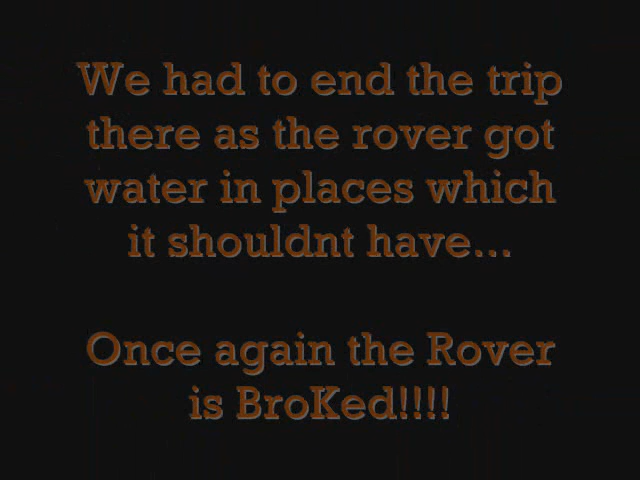 We had to end the trip
there as the rover got
water in places which
it shouldnt have...
Once again the Rover
is BroKed!!!!